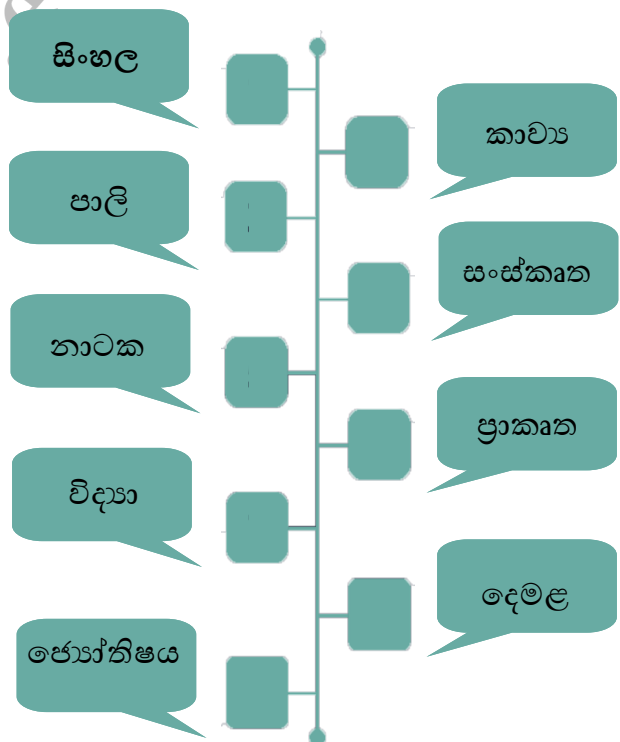 සිංහල
කාව්‍ය
පාලි
සංස්කෘත
නාටක
ප්‍රාකෘත
විද්‍යා
දෙමළ
ජ්‍යෝතිෂය